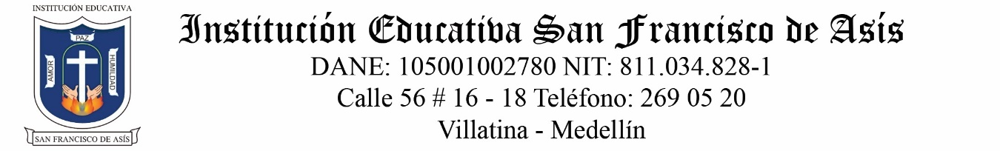 INSTITUCIÓN EDUCATIVA
PAZ
AMOR
HUMILDAD
SAN FRANCISCO DE ASÍS
Institución Educativa San Francisco de Asís
DANE: 105001002780 NIT: 811.034.828-1
Calle 56 # 16 - 18 Teléfono: 269 05 20
Villatina - Medellín